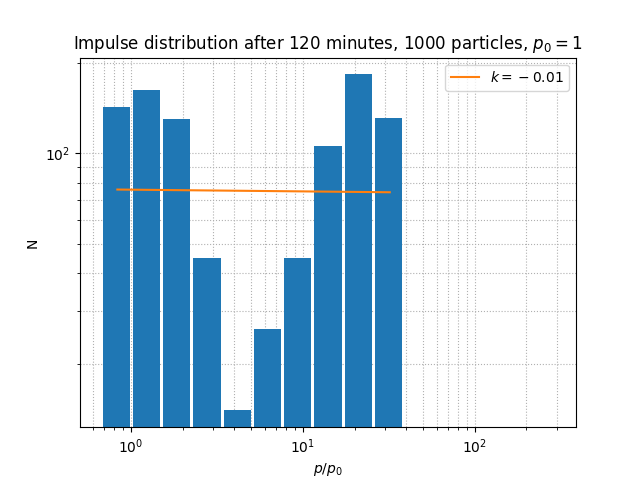 Impulse distribution after 120 minutes, 1000 particles, $p_0 = 1$
$k = -0.01$
$10^2$
N
$10^0$ $10^1$ $10^2$
$p/p_0$